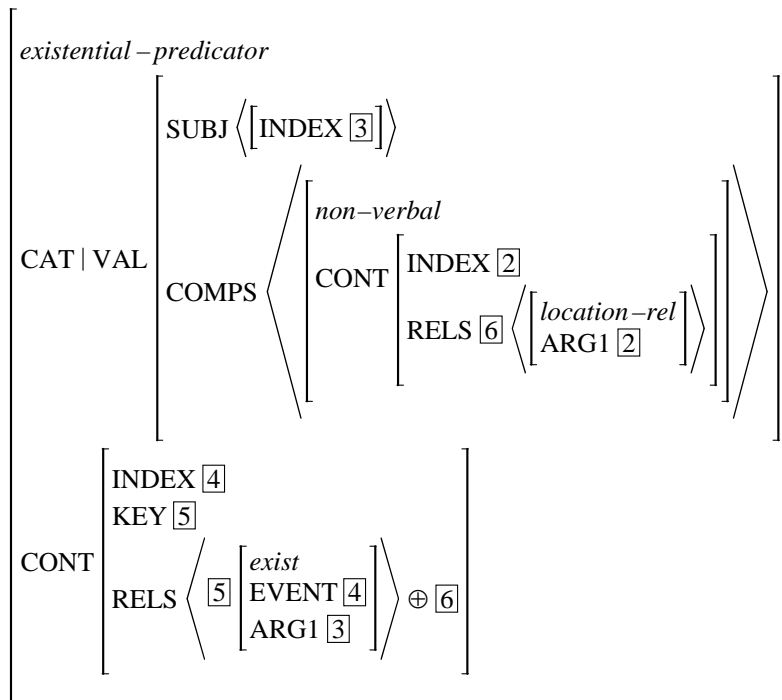 existential – predicator
CAT | VAL
SUBJ ⟨[INDEX 3]⟩
COMPS
non–verbal
CONT
INDEX 2
RELS 6
location–rel
ARG1 2
CONT
INDEX 4
KEY 5
RELS
5
exist
EVENT 4
ARG1 3
⊕ 6